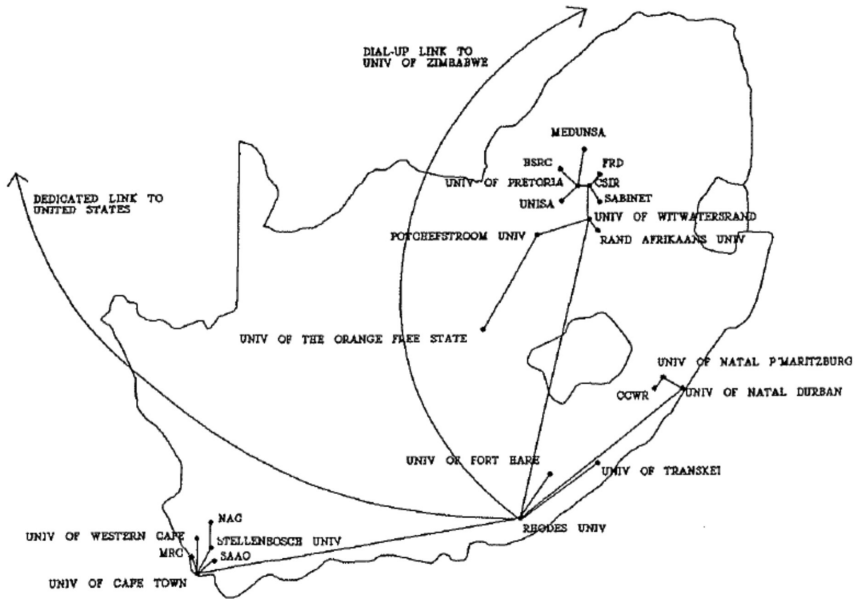 DIAL-UP LINK TO
UNIV OF ZIMBABWE
MEDUNSA
BSRC
FRD
UNIV OF PRETORIA
CSIR
UNISA
SABINET
DEDICATED LINK TO
UNITED STATES
UNIV OF WITWATERSRAND
POTCHEFSTROOM UNIV
RAND AFRIKAANS UNIV
UNIV OF THE ORANGE FREE STATE
UNIV OF NATAL P'MARITZBURG
CCWR
UNIV OF NATAL DURBAN
UNIV OF FORT HARE
UNIV OF TRANSKEI
NAC
RHODES UNIV
UNIV OF WESTERN CAPE
STELLENBOSCH UNIV
MRC
SAAO
UNIV OF CAPE TOWN